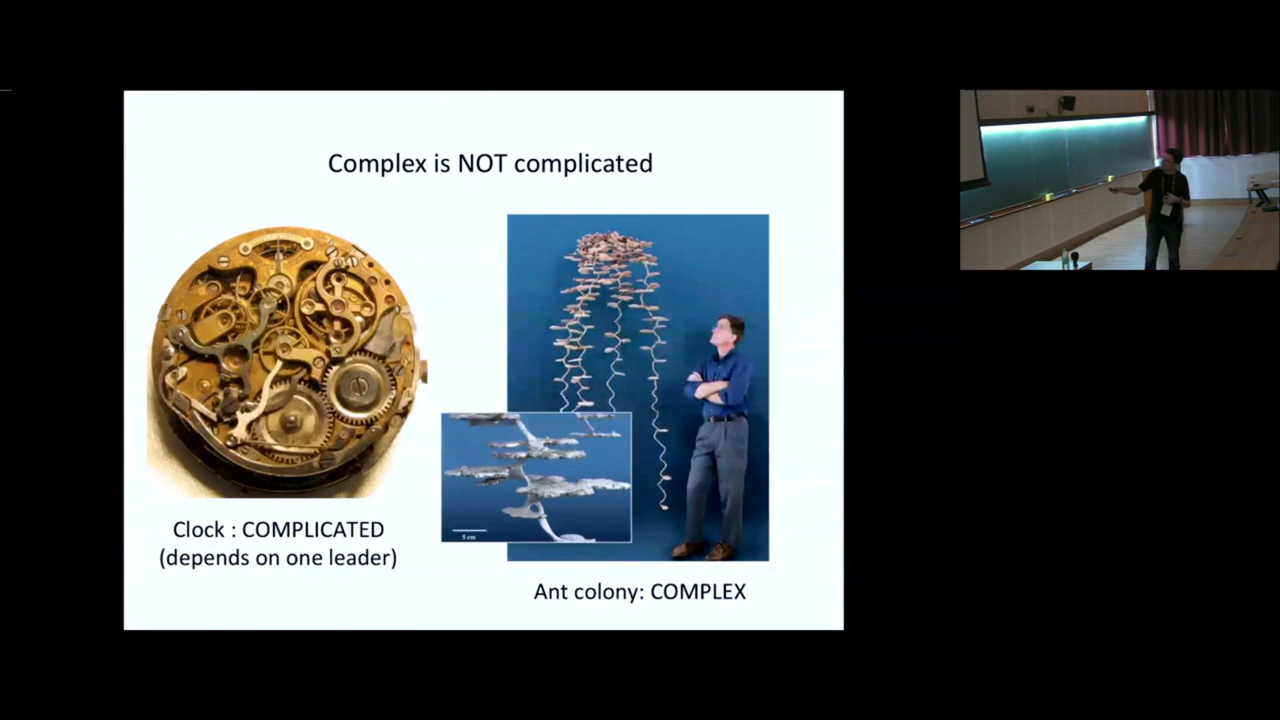 Complex is NOT complicated
5 cm
Clock : COMPLICATED
(depends on one leader)
Ant colony: COMPLEX